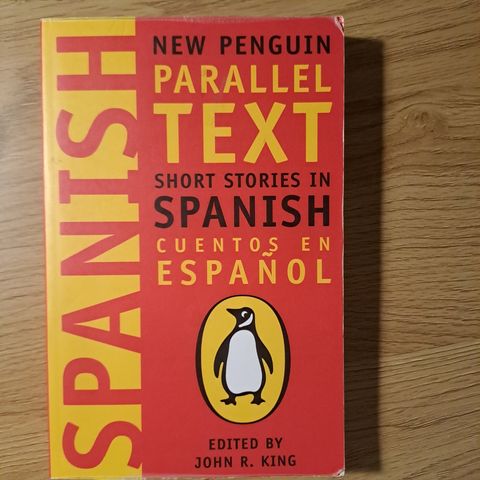 SPANISH
NEW PENGUIN
PARALLEL
TEXT
SHORT STORIES IN
SPANISH
CUENTOS EN
ESPAÑOL
EDITED BY
JOHN R. KING